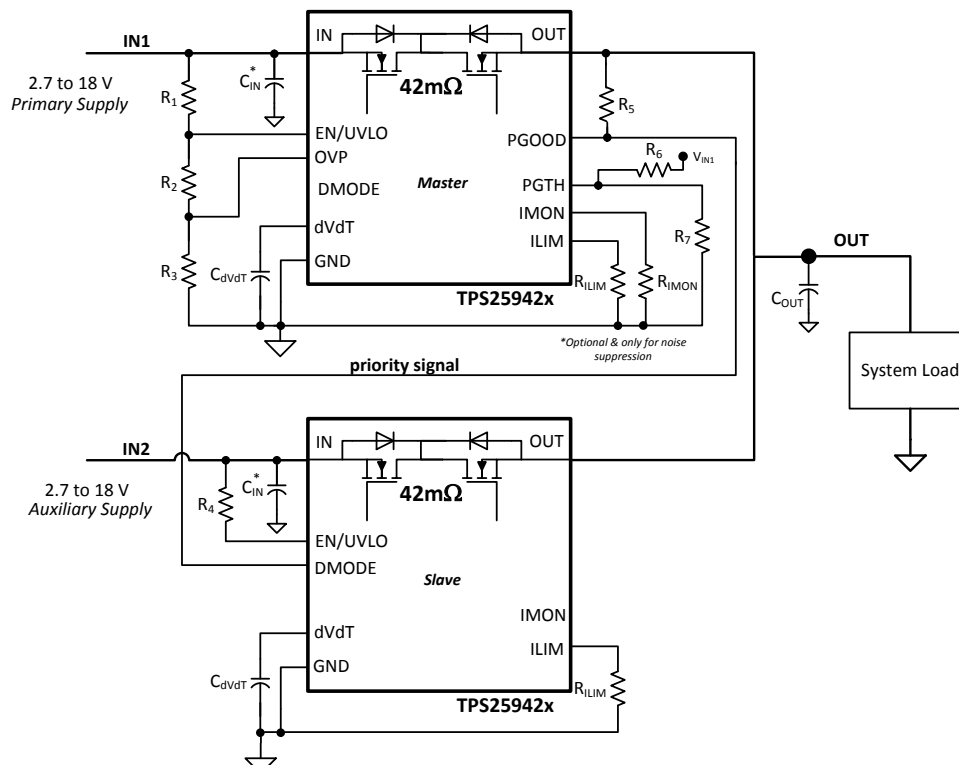 IN1
2.7 to 18 V
Primary Supply
R1
CIN*
R2
R3
CdVdT
IN
OUT
42mΩ
EN/UVLO
OVP
DMODE
dVdT
GND
Master
PGOOD
PGTH
IMON
ILIM
TPS25942x
R5
R6
VIN1
R7
RILIM
RIMON
*Optional & only for noise
suppression
OUT
COUT
System Load
priority signal
IN2
2.7 to 18 V
Auxiliary Supply
R4
CIN*
IN
OUT
42mΩ
EN/UVLO
DMODE
Slave
dVdT
GND
IMON
ILIM
CdVdT
RILIM
TPS25942x